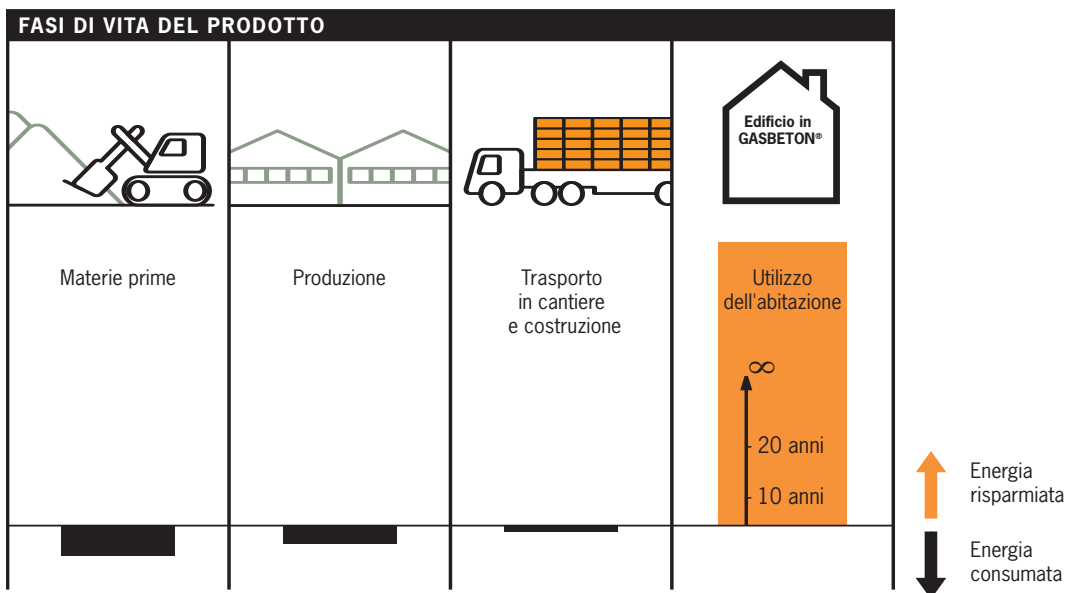 FASI DI VITA DEL PRODOTTO
Edificio in
GASBETON®
Materie prime
Produzione
Trasporto
in cantiere
e costruzione
Utilizzo
dell'abitazione
∞
20 anni
10 anni
Energia
risparmiata
Energia
consumata